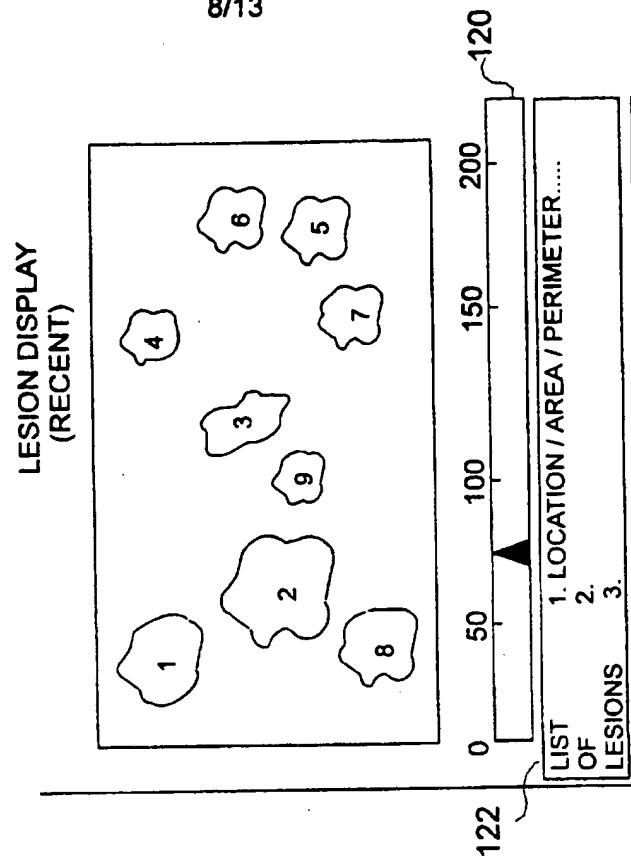 8/13
LESION DISPLAY
(RECENT)
1
2
3
4
5
6
7
8
9
0 50 100 150 200
120
122
LIST 1. LOCATION / AREA / PERIMETER.....
OF 2.
LESIONS 3.